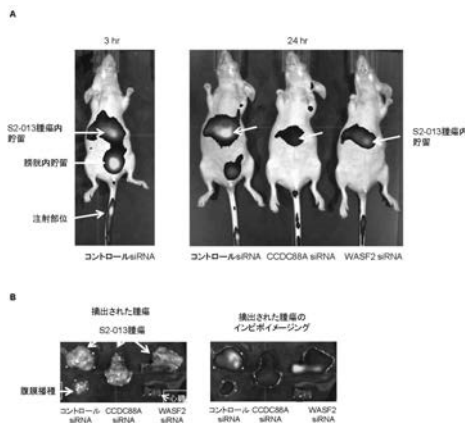 A
3 hr
24 hr
S2-013腫瘍内
貯留
膀胱内貯留
注射部位
S2-013腫瘍内
貯留
コントロールsiRNA
コントロールsiRNA
CCDC88A siRNA
WASF2 siRNA
B
摘出された腫瘍
S2-013腫瘍
摘出された腫瘍の
インビボイメージング
腹膜播種
コントロール
siRNA
CCDC88A
siRNA
WASF2
siRNA
コントロール
siRNA
CCDC88A
siRNA
WASF2
siRNA